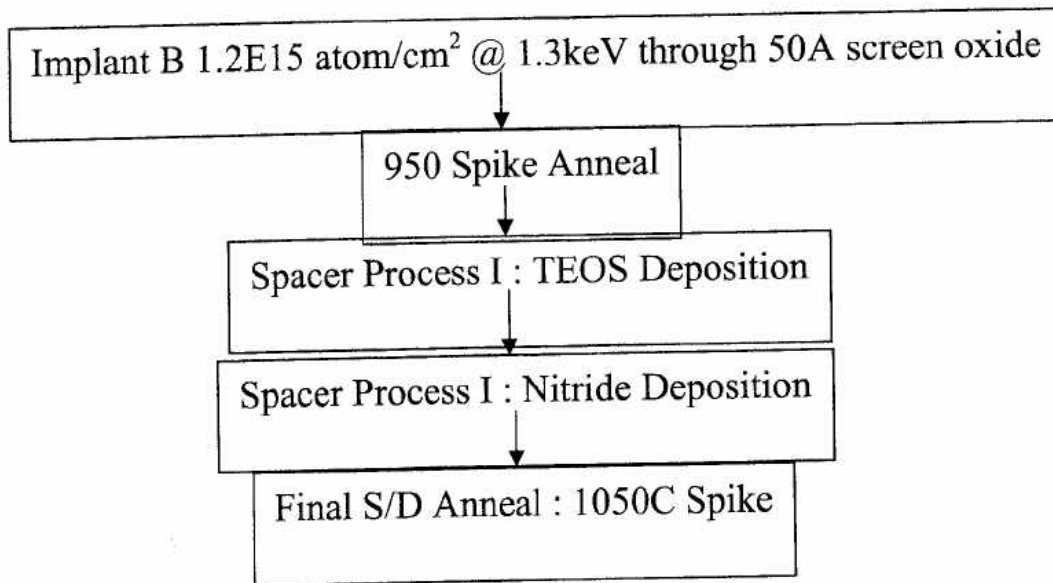 Implant B 1.2E15 atom/cm² @ 1.3keV through 50A screen oxide
950 Spike Anneal
Spacer Process I : TEOS Deposition
Spacer Process I : Nitride Deposition
Final S/D Anneal : 1050C Spike